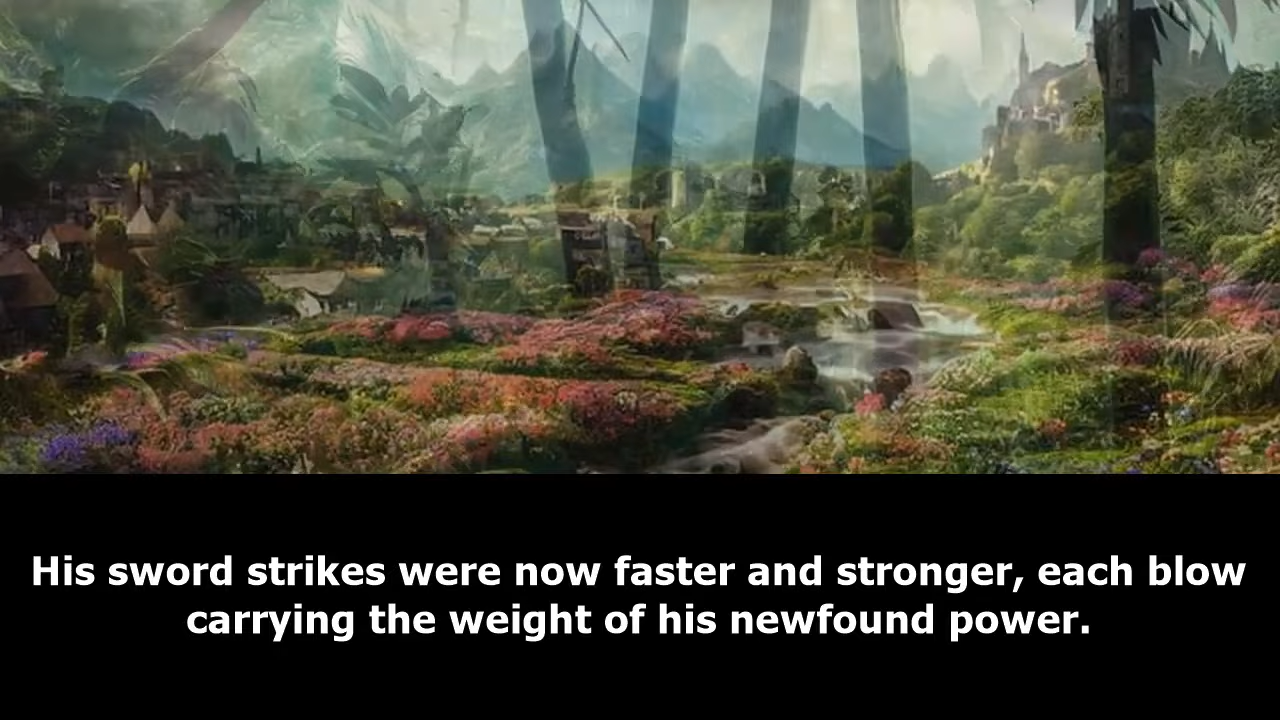 His sword strikes were now faster and stronger, each blow
carrying the weight of his newfound power.